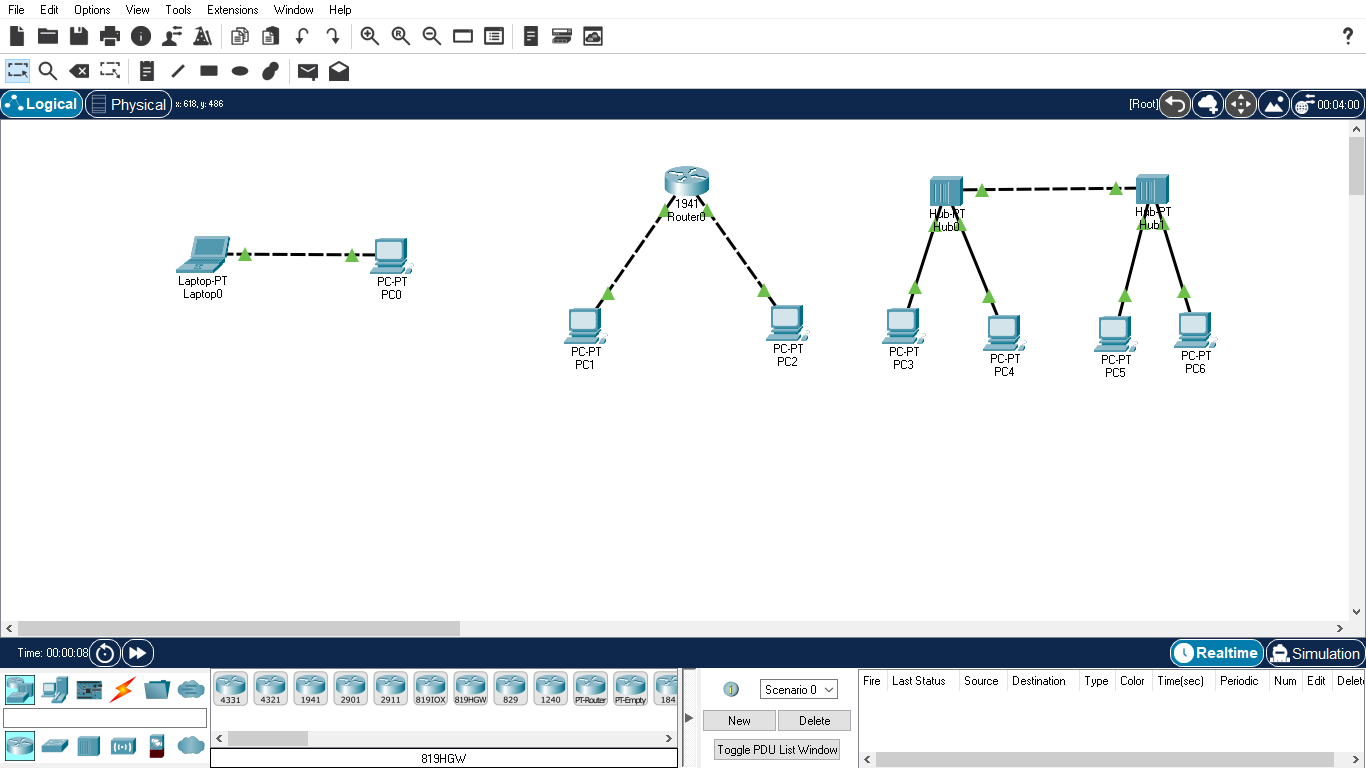 File Edit Options View Tools Extensions Window Help
Logical Physical x: 618, y: 486 [Root] 00:04:00
1941
Router0
Hub-PT
Hub0
Hub-PT
Hub1
Laptop-PT
Laptop0
PC-PT
PC0
PC-PT
PC1
PC-PT
PC2
PC-PT
PC3
PC-PT
PC4
PC-PT
PC5
PC-PT
PC6
Time: 00:00:08 Realtime Simulation
4331 4321 1941 2901 2911 819IOX 819HGW 829 1240 PT-Router PT-Empty 184
819HGW
Scenario 0
New Delete
Toggle PDU List Window
Fire Last Status Source Destination Type Color Time(sec) Periodic Num Edit Delet